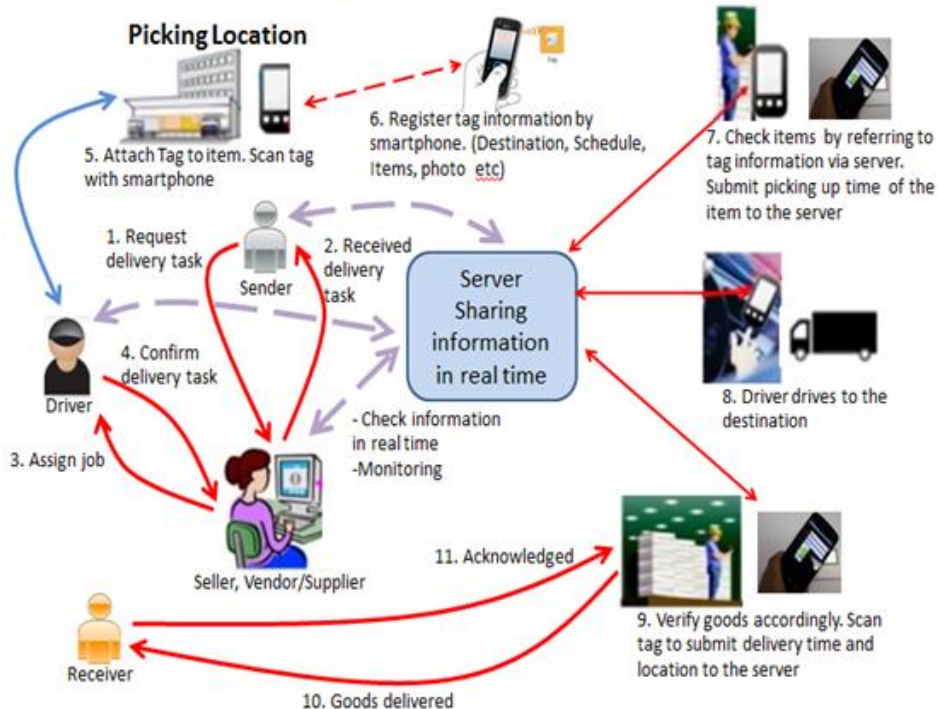 Picking Location
5. Attach Tag to item. Scan tag
with smartphone
6. Register tag information by
smartphone. (Destination, Schedule,
Items, photo etc)
7. Check items by referring to
tag information via server.
Submit picking up time of the
item to the server
1. Request
delivery task
Sender
2. Received
delivery
task
Server
Sharing
information
in real time
Driver
4. Confirm
delivery task
3. Assign job
- Check information
in real time
-Monitoring
8. Driver drives to the
destination
Seller, Vendor/Supplier
11. Acknowledged
9. Verify goods accordingly. Scan
tag to submit delivery time and
location to the server
Receiver
10. Goods delivered